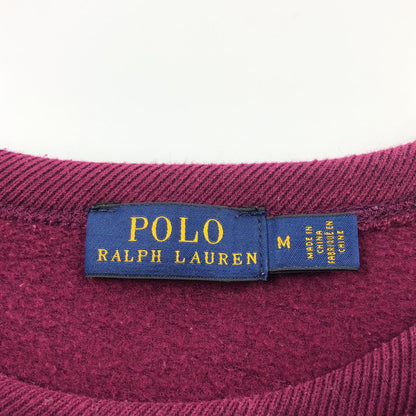 POLO
RALPH LAUREN
M
MADE IN
CHINA
FABRIQUÉ EN
CHINE